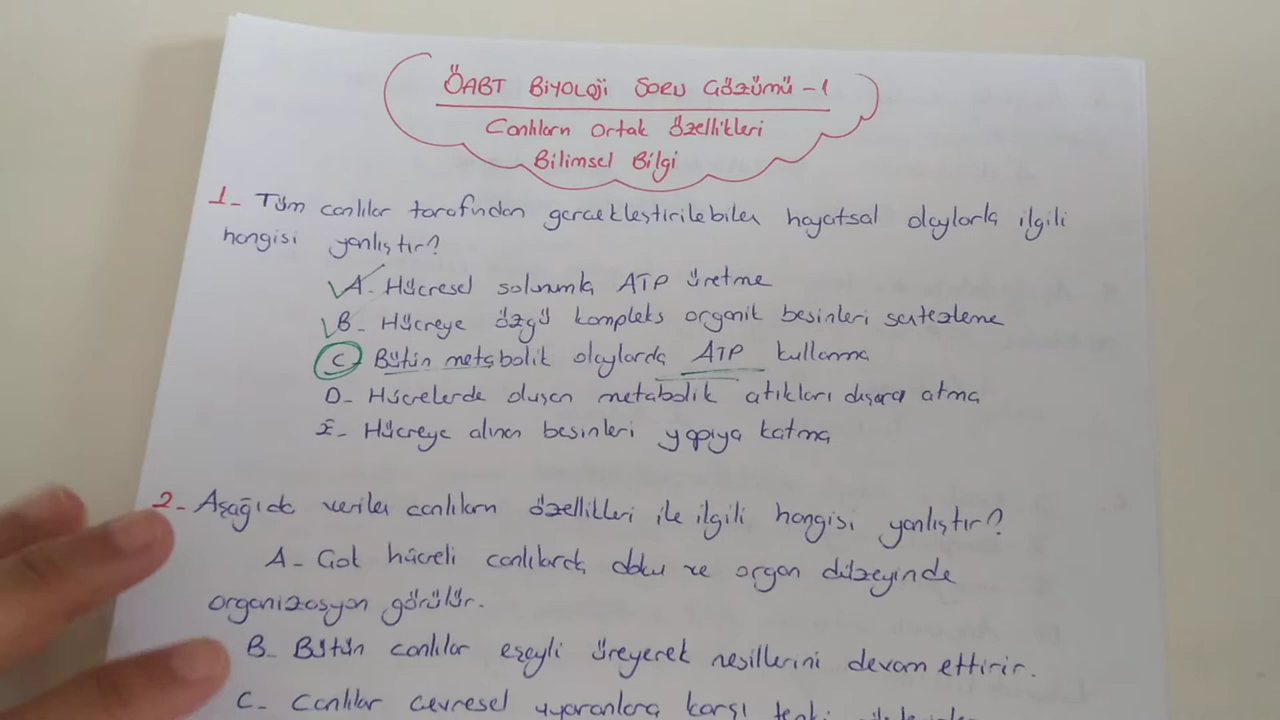 ÖABT BİYOLOJİ SORU ÇÖZÜMÜ -1
Canlıların Ortak Özellikleri
Bilimsel Bilgi
1- Tüm canlılar tarafından gerçekleştirilebilen hayatsal olaylarla ilgili
hangisi yanlıştır?
A- Hücresel solunumla ATP üretme
B- Hücreye özgü kompleks organik besinleri sentezleme
C- Bütün metabolik olaylarda ATP kullanma
D- Hücrelerde oluşan metabolik atıkları dışarı atma
E- Hücreye alınan besinleri yapıya katma
2- Aşağıda verilen canlıların özellikleri ile ilgili hangisi yanlıştır?
A- Çok hücreli canlılarda doku ve organ düzeyinde
organizasyon görülür.
B- Bütün canlılar eşeyli üreyerek nesillerini devam ettirir.
C- Canlılar çevresel uyaranlara karşı